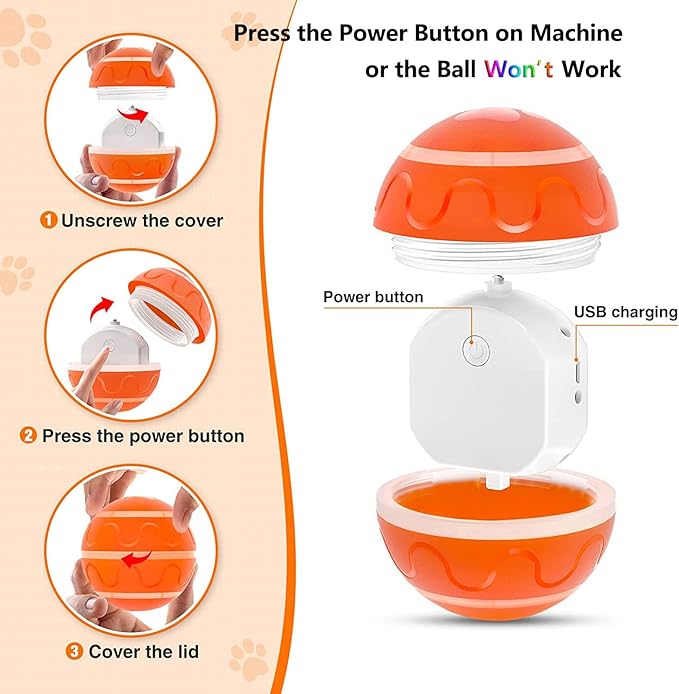 Press the Power Button on Machine
or the Ball Won't Work
1 Unscrew the cover
2 Press the power button
3 Cover the lid
Power button
USB charging